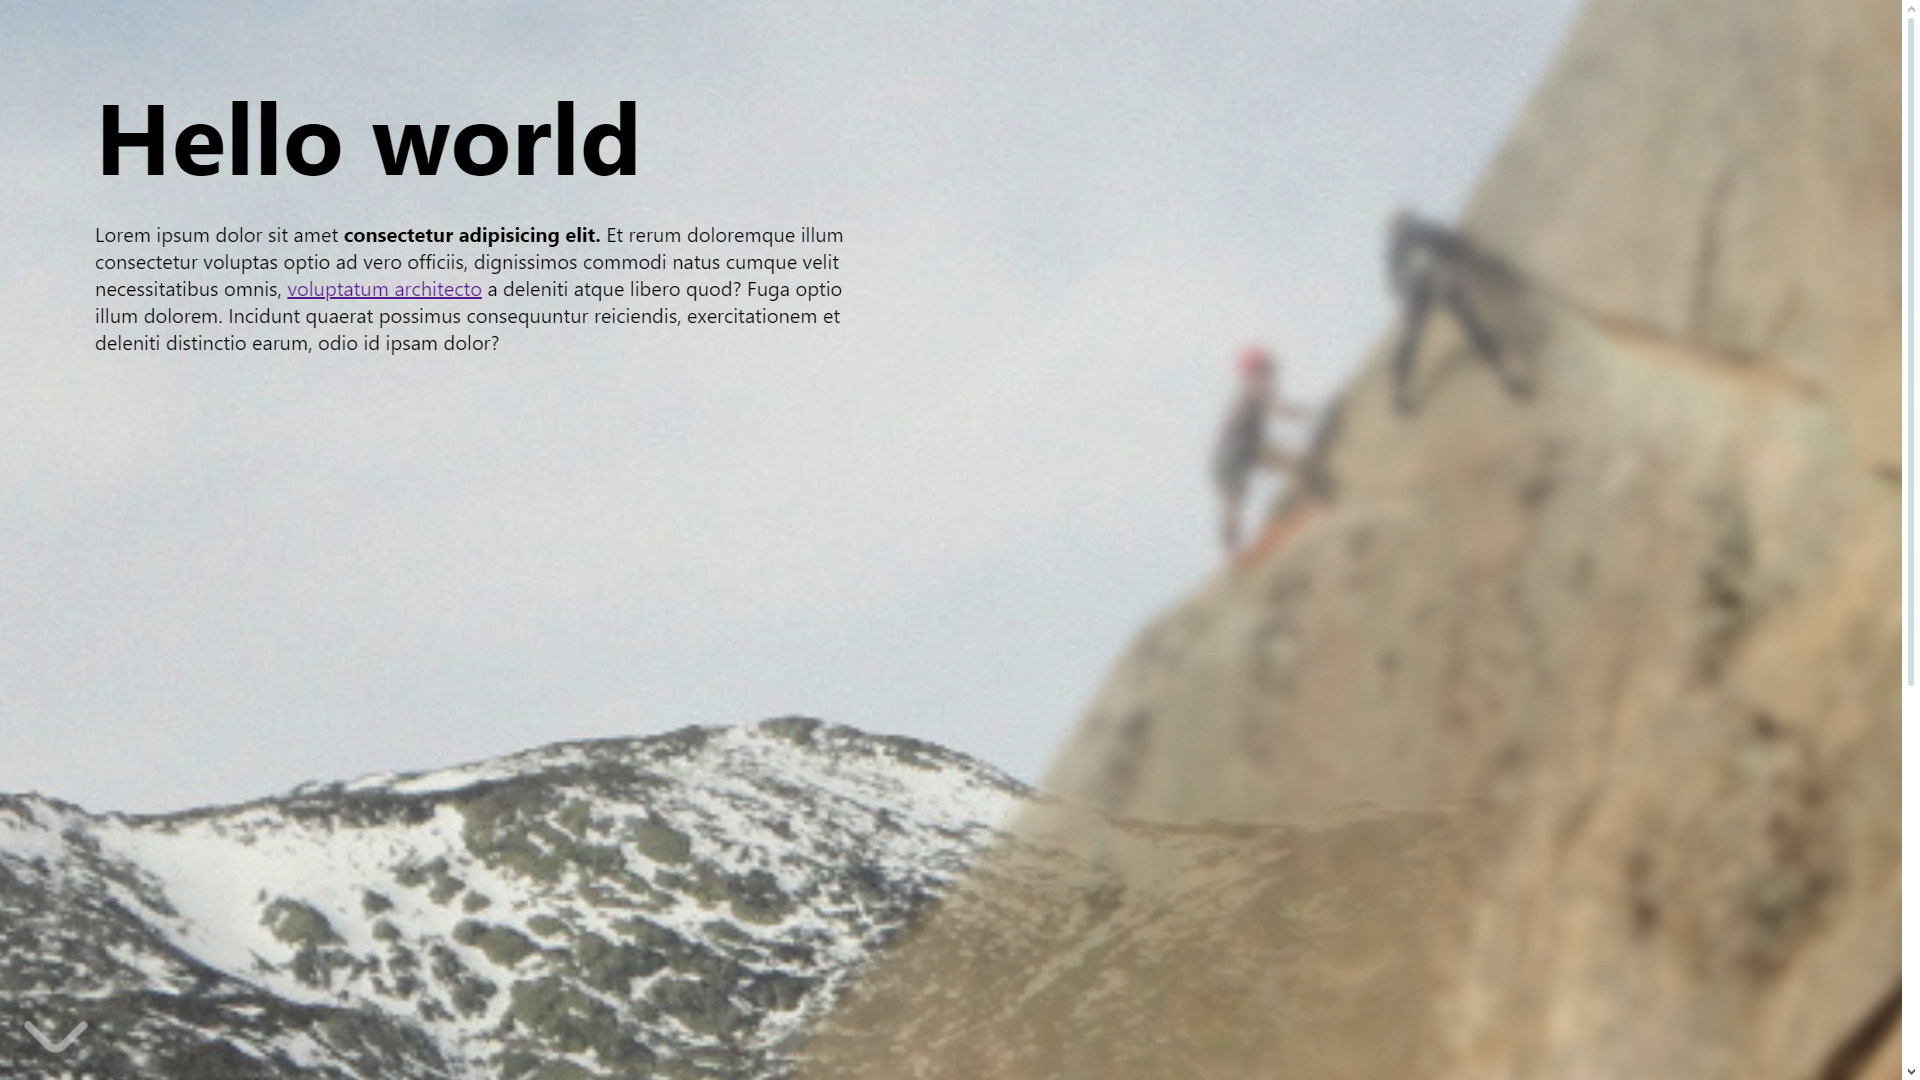 Hello world
Lorem ipsum dolor sit amet consectetur adipisicing elit. Et rerum doloremque illum
consectetur voluptas optio ad vero officiis, dignissimos commodi natus cumque velit
necessitatibus omnis, voluptatum architecto a deleniti atque libero quod? Fuga optio
illum dolorem. Incidunt quaerat possimus consequuntur reiciendis, exercitationem et
deleniti distinctio earum, odio id ipsam dolor?